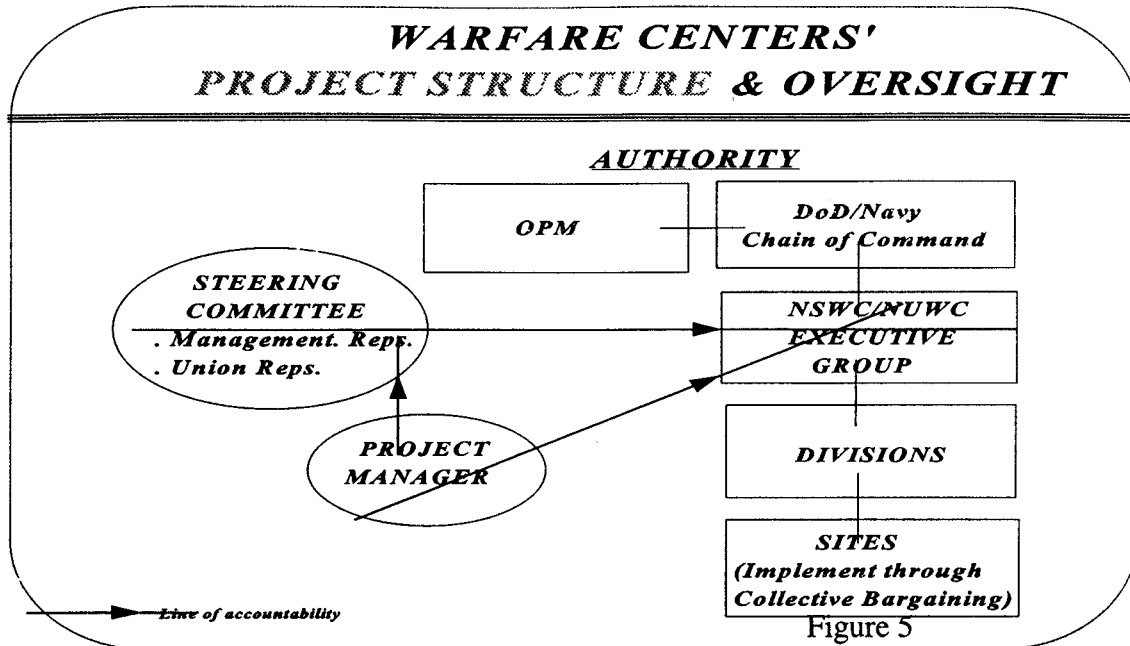 WARFARE CENTERS'
PROJECT STRUCTURE & OVERSIGHT
AUTHORITY
OPM
DoD/Navy
Chain of Command
STEERING
COMMITTEE
. Management. Reps.
. Union Reps.
NSWC/NUWC
EXECUTIVE
GROUP
PROJECT
MANAGER
DIVISIONS
SITES
(Implement through
Collective Bargaining)
Line of accountability
Figure 5